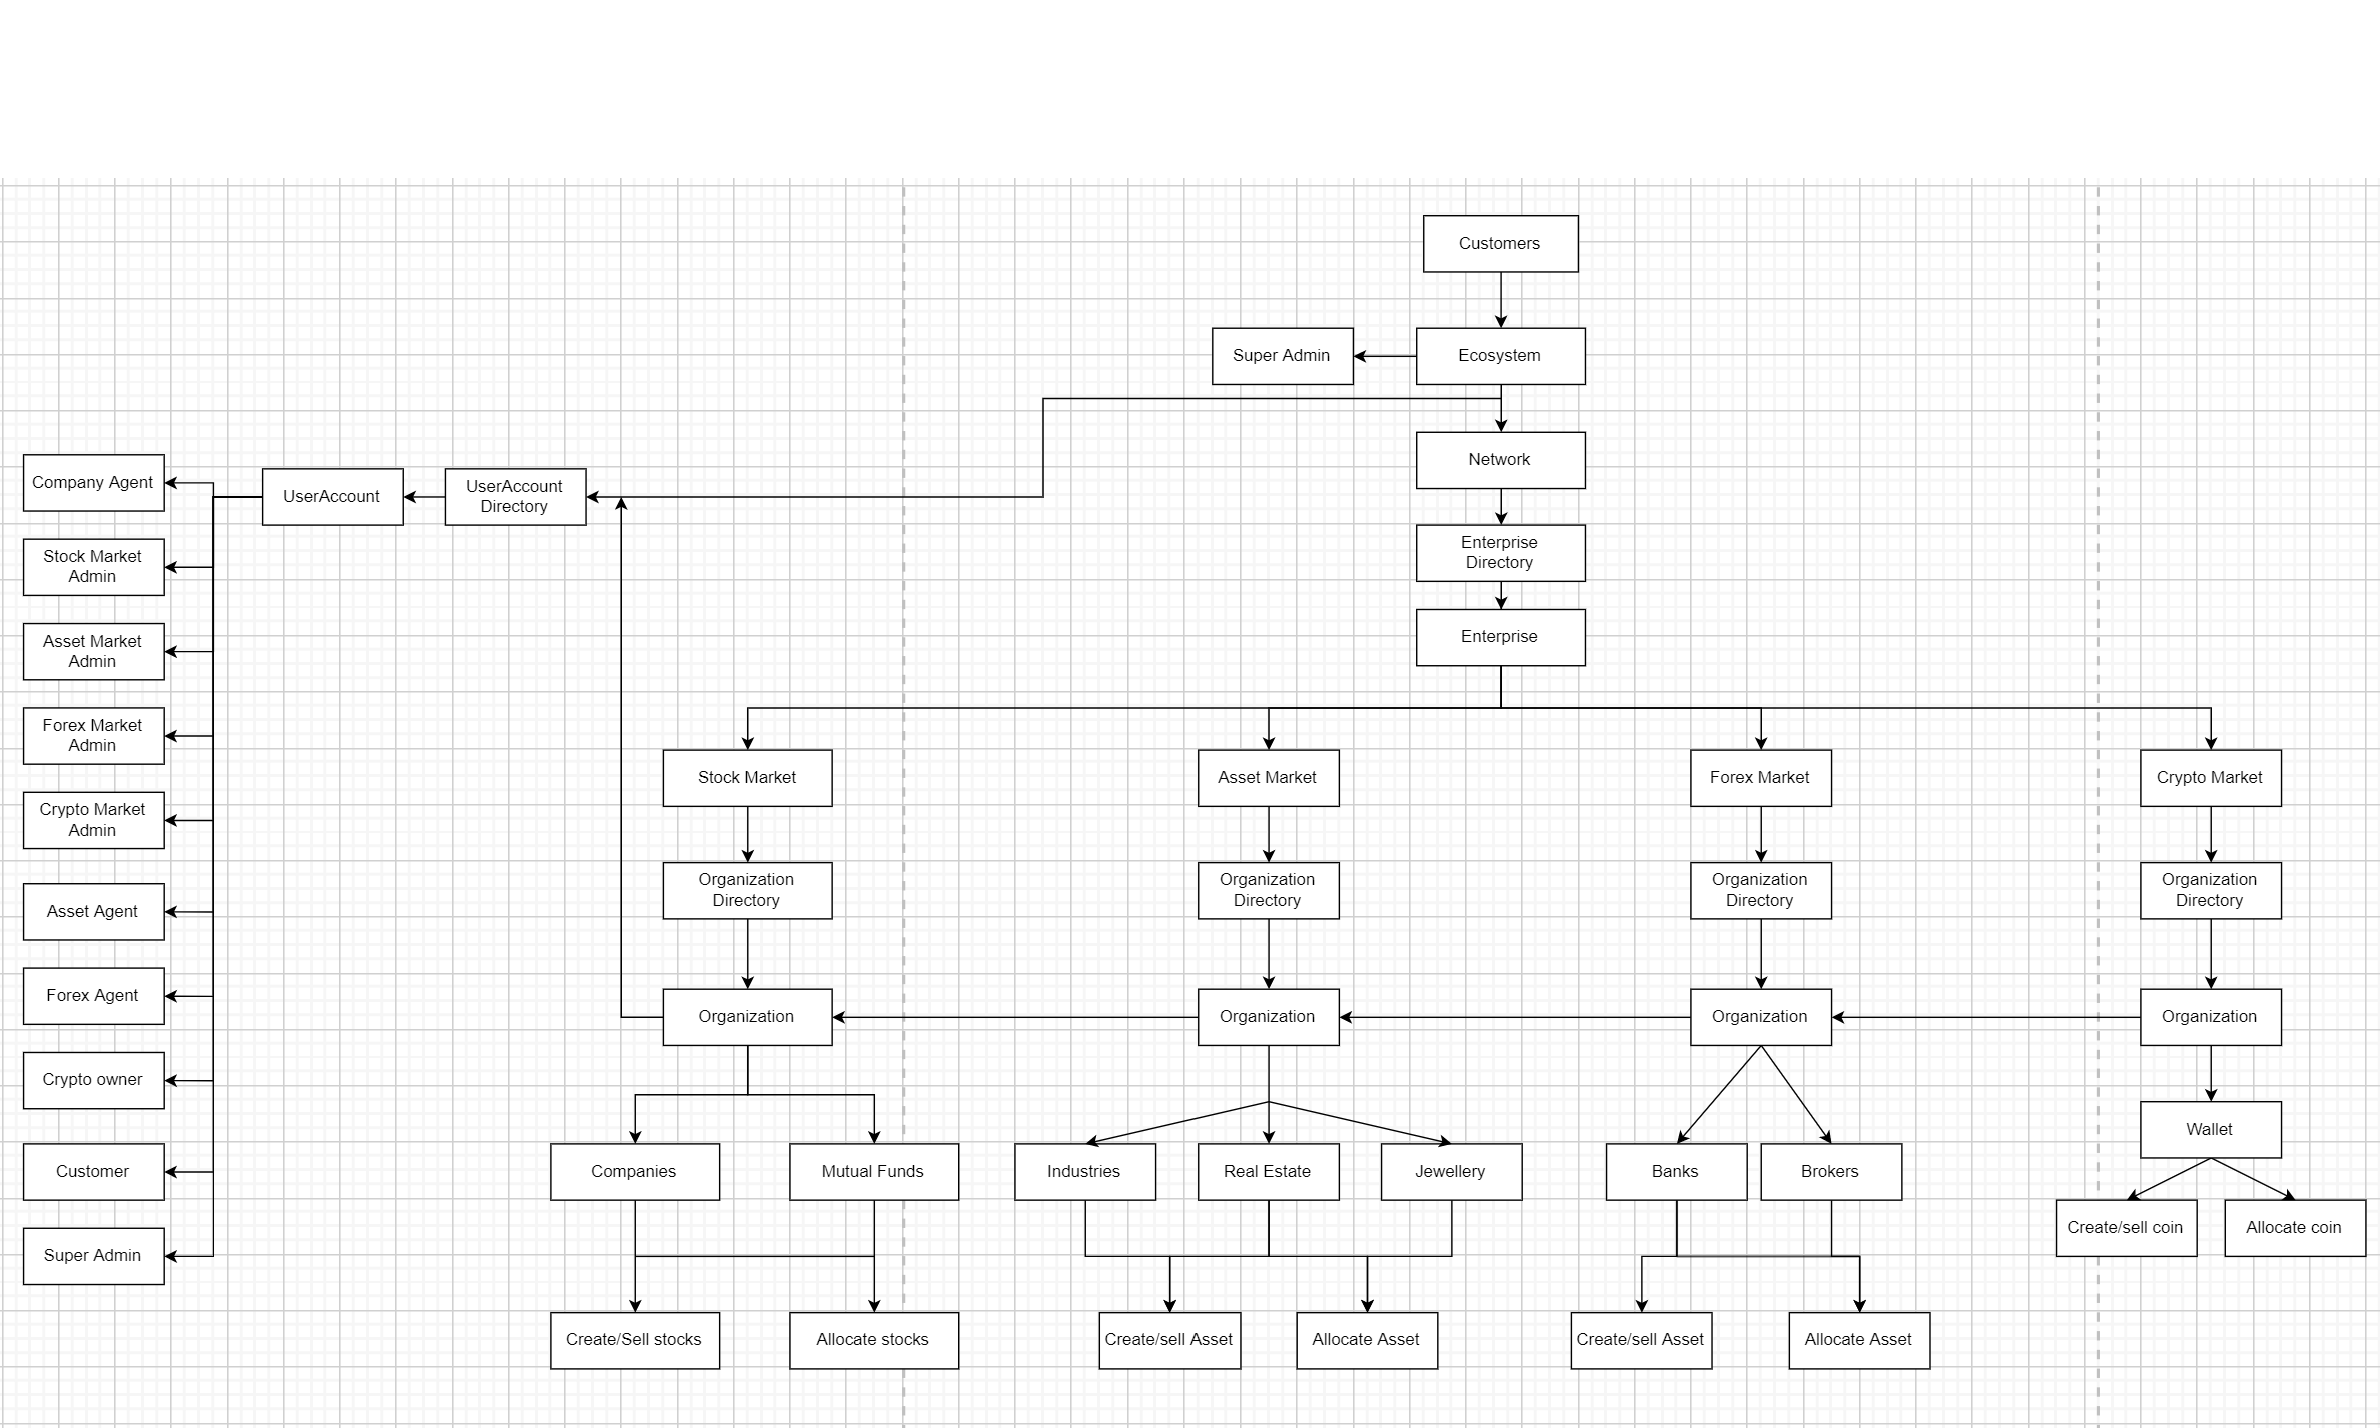 Customers
Super Admin
Ecosystem
Network
Company Agent
UserAccount
UserAccount
Directory
Enterprise
Directory
Stock Market
Admin
Enterprise
Asset Market
Admin
Forex Market
Admin
Stock Market
Asset Market
Forex Market
Crypto Market
Crypto Market
Admin
Organization
Directory
Organization
Directory
Organization
Directory
Organization
Directory
Asset Agent
Forex Agent
Organization
Organization
Organization
Organization
Crypto owner
Wallet
Customer
Companies
Mutual Funds
Industries
Real Estate
Jewellery
Banks
Brokers
Create/sell coin
Allocate coin
Super Admin
Create/Sell stocks
Allocate stocks
Create/sell Asset
Allocate Asset
Create/sell Asset
Allocate Asset